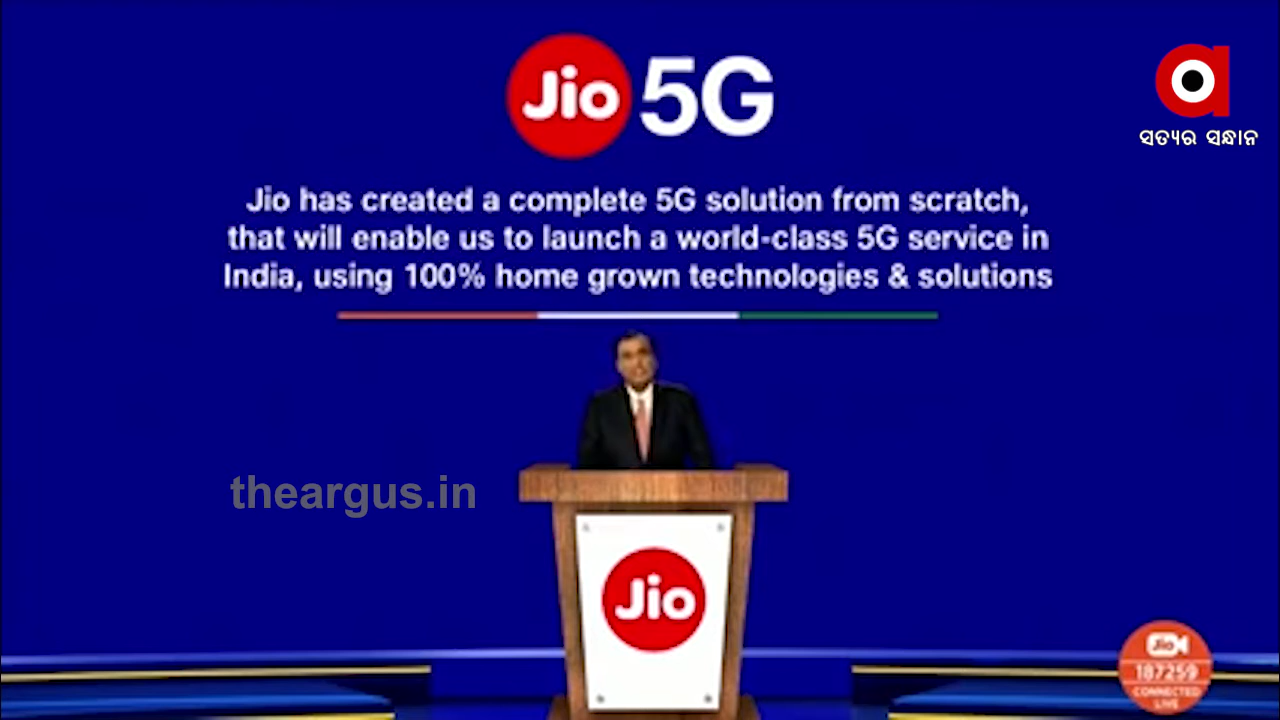 Jio 5G
ସତ୍ୟର ସନ୍ଧାନ
Jio has created a complete 5G solution from scratch,
that will enable us to launch a world-class 5G service in
India, using 100% home grown technologies & solutions
theargus.in
Jio
Jio
187259
CONNECTED
LIVE